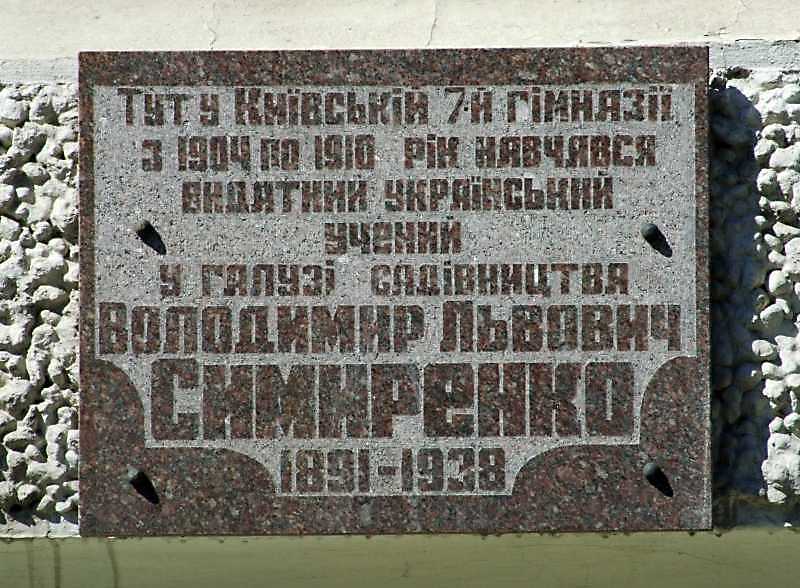 Тут у Київській 7-й гімназії
з 1904 по 1910 рік навчався
видатний український
учений
у галузі садівництва
Володимир Львович
Симиренко
1891-1938